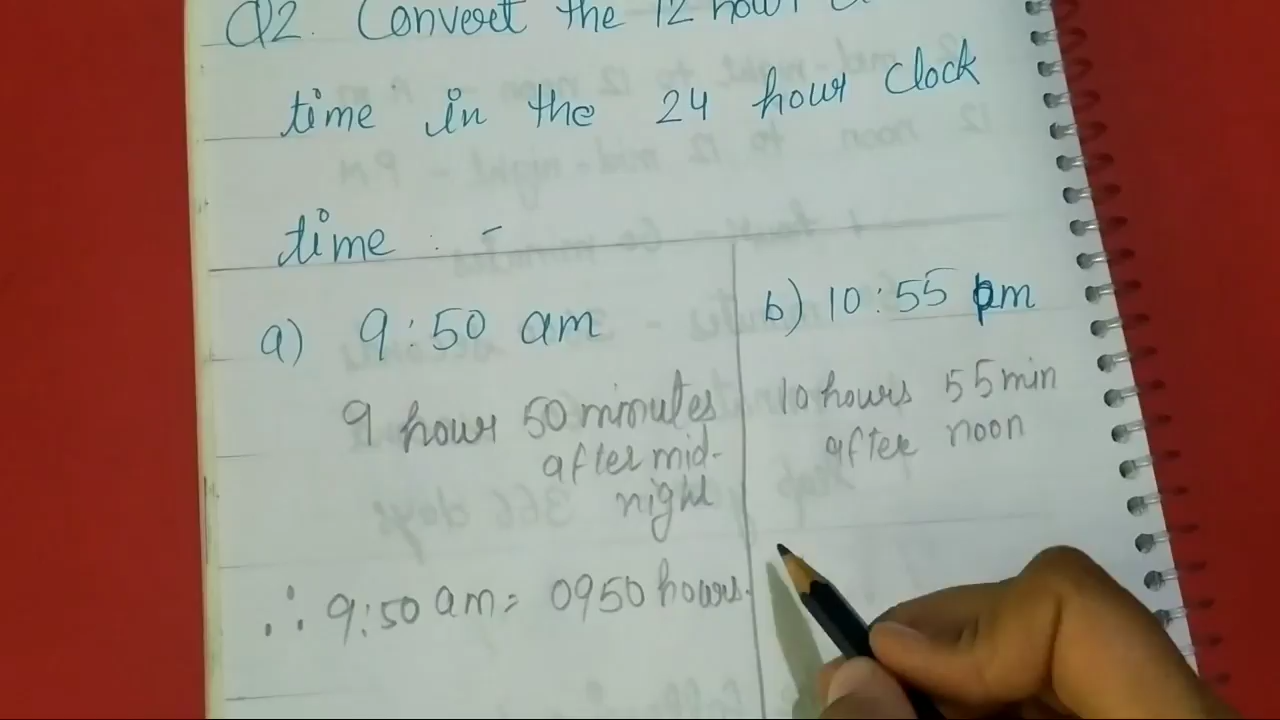 Q2. Convert the 12 hour
time in the 24 hour clock
time : -
a) 9:50 am
9 hour 50 minutes
after mid-
night
∴ 9:50 am = 0950 hours.
b) 10:55 pm
10 hours 55 min
after noon